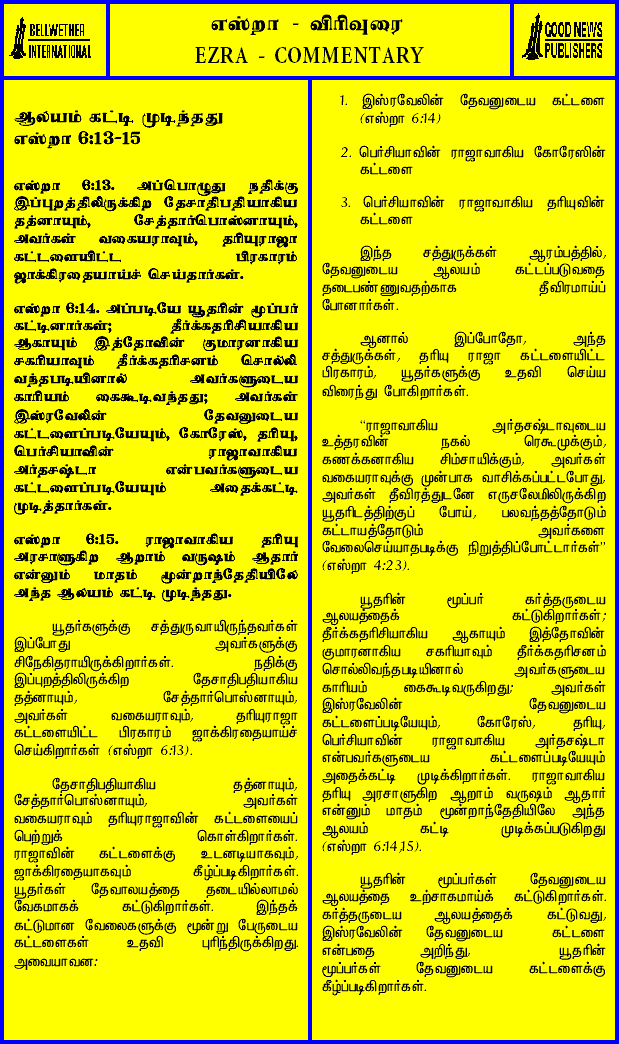 BELLWETHER
INTERNATIONAL
எஸ்றா - விரிவுரை
EZRA - COMMENTARY
GOOD NEWS
PUBLISHERS
ஆலயம் கட்டி முடிந்தது
எஸ்றா 6:13-15
எஸ்றா 6:13. அப்பொழுது நதிக்கு
இப்புறத்திலிருக்கிற தேசாதிபதியாகிய
தத்னாயும், சேத்தார்பொஸ்னாயும்,
அவர்கள் வகையராவும், தரியுராஜா
கட்டளையிட்ட பிரகாரம்
ஜாக்கிரதையாய்ச் செய்தார்கள்.
எஸ்றா 6:14. அப்படியே யூதரின் மூப்பர்
கட்டினார்கள்; தீர்க்கதரிசியாகிய
ஆகாயும் இத்தோவின் குமாரனாகிய
சகரியாவும் தீர்க்கதரிசனம் சொல்லி
வந்தபடியினால் அவர்களுடைய
காரியம் கைகூடிவந்தது; அவர்கள்
இஸ்ரவேலின் தேவனுடைய
கட்டளைப்படியேயும், கோரேஸ், தரியு,
பெர்சியாவின் ராஜாவாகிய
அர்தசஷ்டா என்பவர்களுடைய
கட்டளைப்படியேயும் அதைக்கட்டி
முடித்தார்கள்.
எஸ்றா 6:15. ராஜாவாகிய தரியு
அரசாளுகிற ஆறாம் வருஷம் ஆதார்
என்னும் மாதம் மூன்றாந்தேதியிலே
அந்த ஆலயம் கட்டி முடிந்தது.
யூதர்களுக்கு சத்துருவாயிருந்தவர்கள்
இப்போது அவர்களுக்கு
சிநேகிதராயிருக்கிறார்கள். நதிக்கு
இப்புறத்திலிருக்கிற தேசாதிபதியாகிய
தத்னாயும், சேத்தார்பொஸ்னாயும்,
அவர்கள் வகையராவும், தரியுராஜா
கட்டளையிட்ட பிரகாரம் ஜாக்கிரதையாய்ச்
செய்கிறார்கள் (எஸ்றா 6:13).
தேசாதிபதியாகிய தத்னாயும்,
சேத்தார்பொஸ்னாயும், அவர்கள்
வகையராவும் தரியுராஜாவின் கட்டளையைப்
பெற்றுக் கொள்கிறார்கள்.
ராஜாவின் கட்டளைக்கு உடனடியாகவும்,
ஜாக்கிரதையாகவும் கீழ்ப்படிகிறார்கள்.
யூதர்கள் தேவாலயத்தை தடையில்லாமல்
வேகமாகக் கட்டுகிறார்கள். இந்தக்
கட்டுமான வேலைகளுக்கு மூன்று பேருடைய
கட்டளைகள் உதவி புரிந்திருக்கிறது.
அவையாவன:
1. இஸ்ரவேலின் தேவனுடைய கட்டளை
(எஸ்றா 6:14)
2. பெர்சியாவின் ராஜாவாகிய கோரேஸின்
கட்டளை
3. பெர்சியாவின் ராஜாவாகிய தரியுவின்
கட்டளை
இந்த சத்துருக்கள் ஆரம்பத்தில்,
தேவனுடைய ஆலயம் கட்டப்படுவதை
தடைபண்ணுவதற்காக தீவிரமாய்ப்
போனார்கள்.
ஆனால் இப்போதோ, அந்த
சத்துருக்கள், தரியு ராஜா கட்டளையிட்ட
பிரகாரம், யூதர்களுக்கு உதவி செய்ய
விரைந்து போகிறார்கள்.
“ராஜாவாகிய அர்தசஷ்டாவுடைய
உத்தரவின் நகல் ரெகூமுக்கும்,
கணக்கனாகிய சிம்சாயிக்கும், அவர்கள்
வகையராவுக்கு முன்பாக வாசிக்கப்பட்டபோது,
அவர்கள் தீவிரத்துடனே எருசலேமிலிருக்கிற
யூதரிடத்திற்குப் போய், பலவந்தத்தோடும்
கட்டாயத்தோடும் அவர்களை
வேலைசெய்யாதபடிக்கு நிறுத்திப்போட்டார்கள்”
(எஸ்றா 4:23).
யூதரின் மூப்பர் கர்த்தருடைய
ஆலயத்தைக் கட்டுகிறார்கள்;
தீர்க்கதரிசியாகிய ஆகாயும் இத்தோவின்
குமாரனாகிய சகரியாவும் தீர்க்கதரிசனம்
சொல்லிவந்தபடியினால் அவர்களுடைய
காரியம் கைகூடிவருகிறது; அவர்கள்
இஸ்ரவேலின் தேவனுடைய
கட்டளைப்படியேயும், கோரேஸ், தரியு,
பெர்சியாவின் ராஜாவாகிய அர்தசஷ்டா
என்பவர்களுடைய கட்டளைப்படியேயும்
அதைக்கட்டி முடிக்கிறார்கள். ராஜாவாகிய
தரியு அரசாளுகிற ஆறாம் வருஷம் ஆதார்
என்னும் மாதம் மூன்றாந்தேதியிலே அந்த
ஆலயம் கட்டி முடிக்கப்படுகிறது
(எஸ்றா 6:14,15).
யூதரின் மூப்பர்கள் தேவனுடைய
ஆலயத்தை உற்சாகமாய்க் கட்டுகிறார்கள்.
கர்த்தருடைய ஆலயத்தைக் கட்டுவது,
இஸ்ரவேலின் தேவனுடைய கட்டளை
என்பதை அறிந்து, யூதரின்
மூப்பர்கள் தேவனுடைய கட்டளைக்கு
கீழ்ப்படிகிறார்கள்.